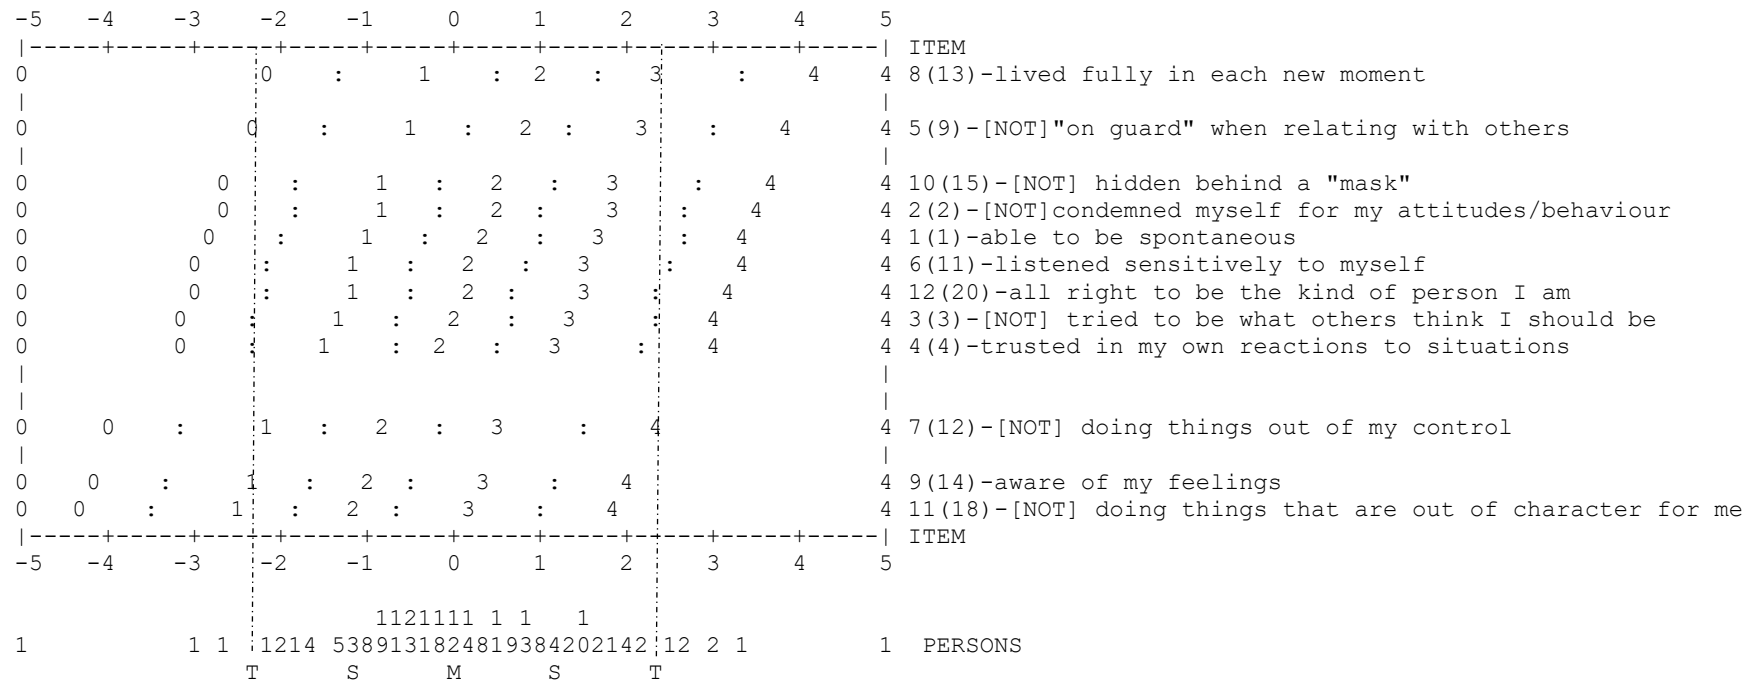 -5 -4 -3 -2 -1 0 1 2 3 4 5
|-----+-----+-----+-----+-----+-----+-----+-----+-----+-----| ITEM
0 0 : 1 : 2 : 3 : 4 4 8(13)-lived fully in each new moment
| |
0 0 : 1 : 2 : 3 : 4 4 5(9)-[NOT]"on guard" when relating with others
| |
0 0 : 1 : 2 : 3 : 4 4 10(15)-[NOT] hidden behind a "mask"
0 0 : 1 : 2 : 3 : 4 4 2(2)-[NOT]condemned myself for my attitudes/behaviour
0 0 : 1 : 2 : 3 : 4 4 1(1)-able to be spontaneous
0 0 : 1 : 2 : 3 : 4 4 6(11)-listened sensitively to myself
0 0 : 1 : 2 : 3 : 4 4 12(20)-all right to be the kind of person I am
0 0 : 1 : 2 : 3 : 4 4 3(3)-[NOT] tried to be what others think I should be
0 0 : 1 : 2 : 3 : 4 4 4(4)-trusted in my own reactions to situations
| |
| |
0 0 : 1 : 2 : 3 : 4 4 7(12)-[NOT] doing things out of my control
| |
0 0 : 1 : 2 : 3 : 4 4 9(14)-aware of my feelings
0 0 : 1 : 2 : 3 : 4 4 11(18)-[NOT] doing things that are out of character for me
|-----+-----+-----+-----+-----+-----+-----+-----+-----+-----| ITEM
-5 -4 -3 -2 -1 0 1 2 3 4 5
1121111 1 1 1
1 1 1 1214 5389131824819384202142 12 2 1 1 PERSONS
T S M S T